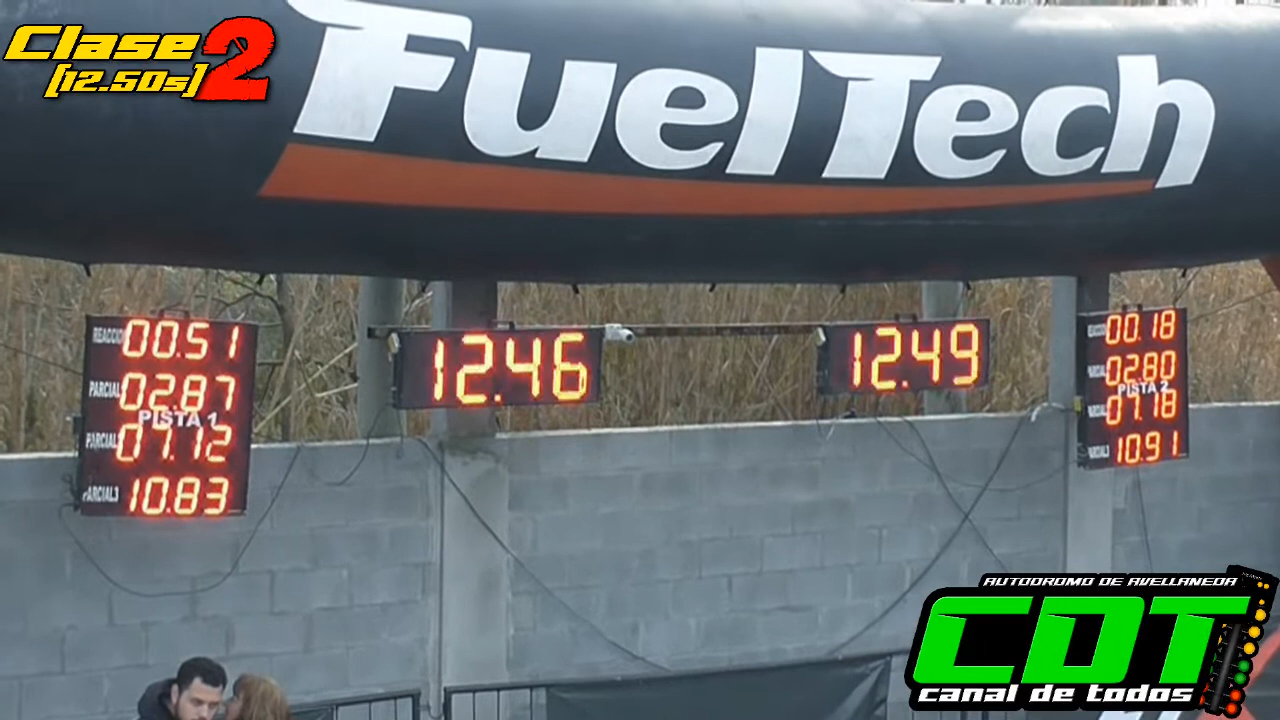 Clase 2
[12.50s]
FuelTech
REACCIO 00.51
PARCIAL 02.87
PISTA 1
PARCIAL 07.12
PARCIAL3 10.83
12.46
12.49
00.18
02.80
PISTA 2
07.18
10.91
AUTODROMO DE AVELLANEDA
CDT
canal de todos